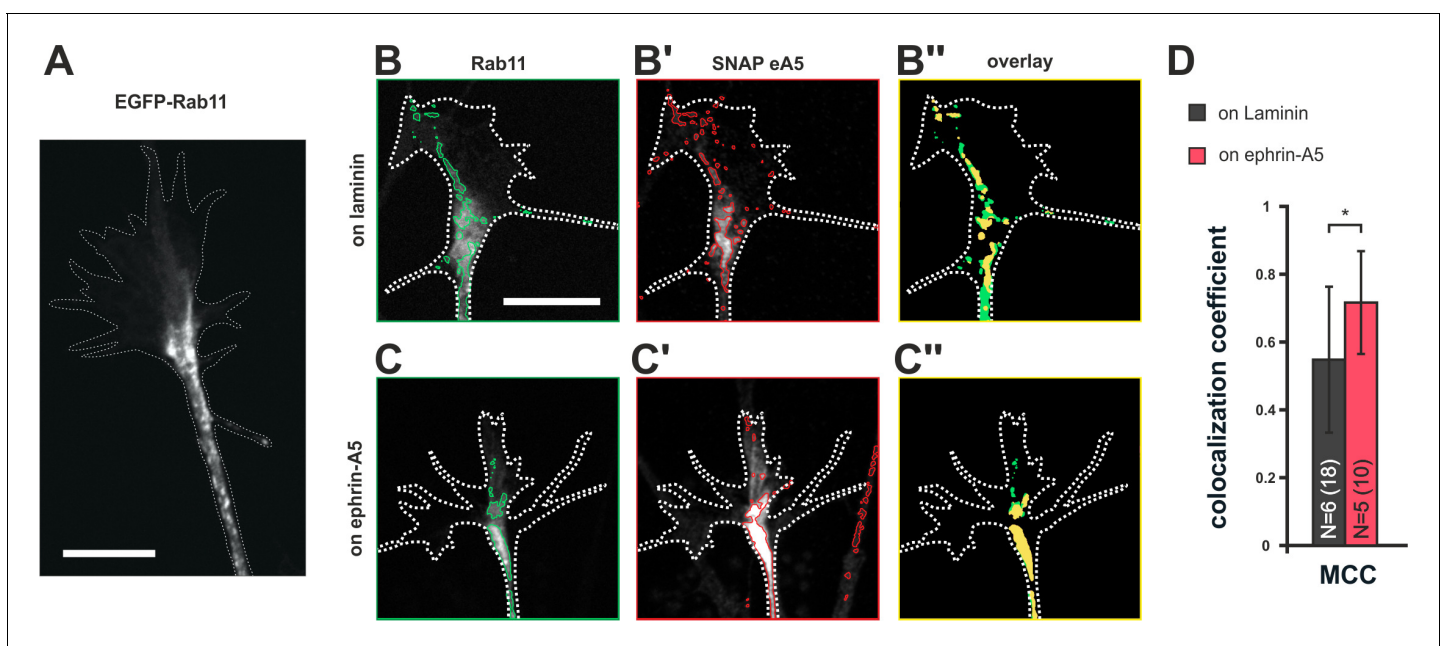 A
EGFP-Rab11
B
Rab11
B'
SNAP eA5
B"
overlay
on laminin
C
C'
C"
on ephrin-A5
D
on Laminin
on ephrin-A5
colocalization coefficient
1
0.8
0.6
0.4
0.2
0
*
N=6 (18)
N=5 (10)
MCC